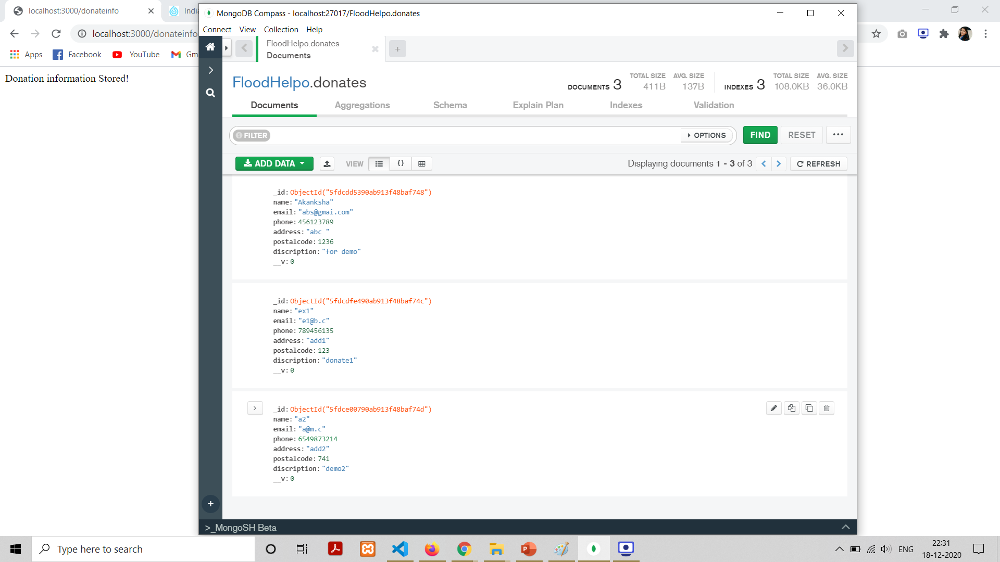 localhost:3000/donateinfo
India
localhost:3000/donateinfo
Apps Facebook YouTube Gm
Donation information Stored!
MongoDB Compass - localhost:27017/FloodHelpo.donates
Connect View Collection Help
FloodHelpo.donates
Documents
FloodHelpo.donates
DOCUMENTS 3 TOTAL SIZE 411B AVG. SIZE 137B INDEXES 3 TOTAL SIZE 108.0KB AVG. SIZE 36.0KB
Documents Aggregations Schema Explain Plan Indexes Validation
FILTER OPTIONS FIND RESET
ADD DATA VIEW Displaying documents 1 - 3 of 3 REFRESH
_id: ObjectId("5fdcdd5390ab913f48baf748")
name: "Akanksha"
email: "abs@gmai.com"
phone: 456123789
address: "abc "
postalcode: 1236
discription: "for demo"
__v: 0
_id: ObjectId("5fdcdfe490ab913f48baf74c")
name: "ex1"
email: "e1@b.c"
phone: 789456135
address: "add1"
postalcode: 123
discription: "donate1"
__v: 0
_id: ObjectId("5fdce00790ab913f48baf74d")
name: "a2"
email: "a@m.c"
phone: 6549873214
address: "add2"
postalcode: 741
discription: "demo2"
__v: 0
>_MongoSH Beta
Type here to search
ENG
22:31
18-12-2020